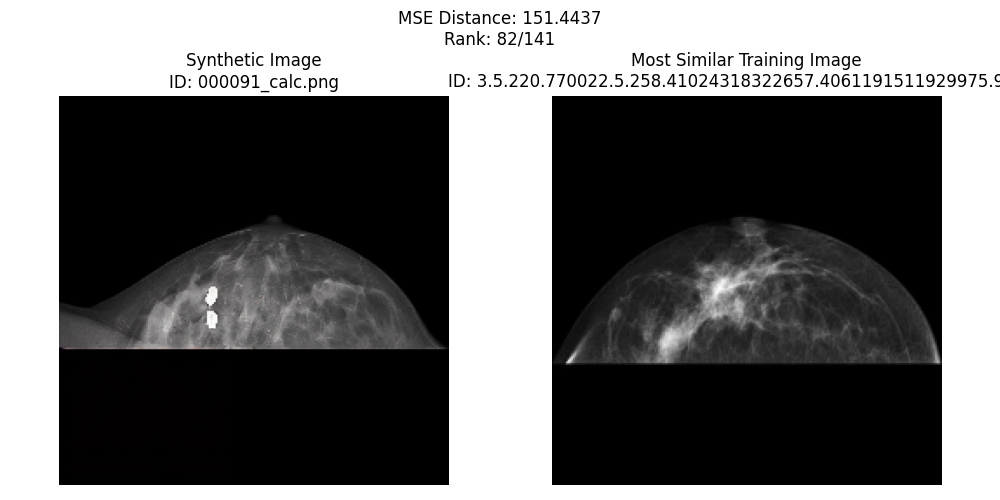 MSE Distance: 151.4437
Rank: 82/141
Synthetic Image
ID: 000091_calc.png
Most Similar Training Image
ID: 3.5.220.770022.5.258.41024318322657.4061191511929975.9